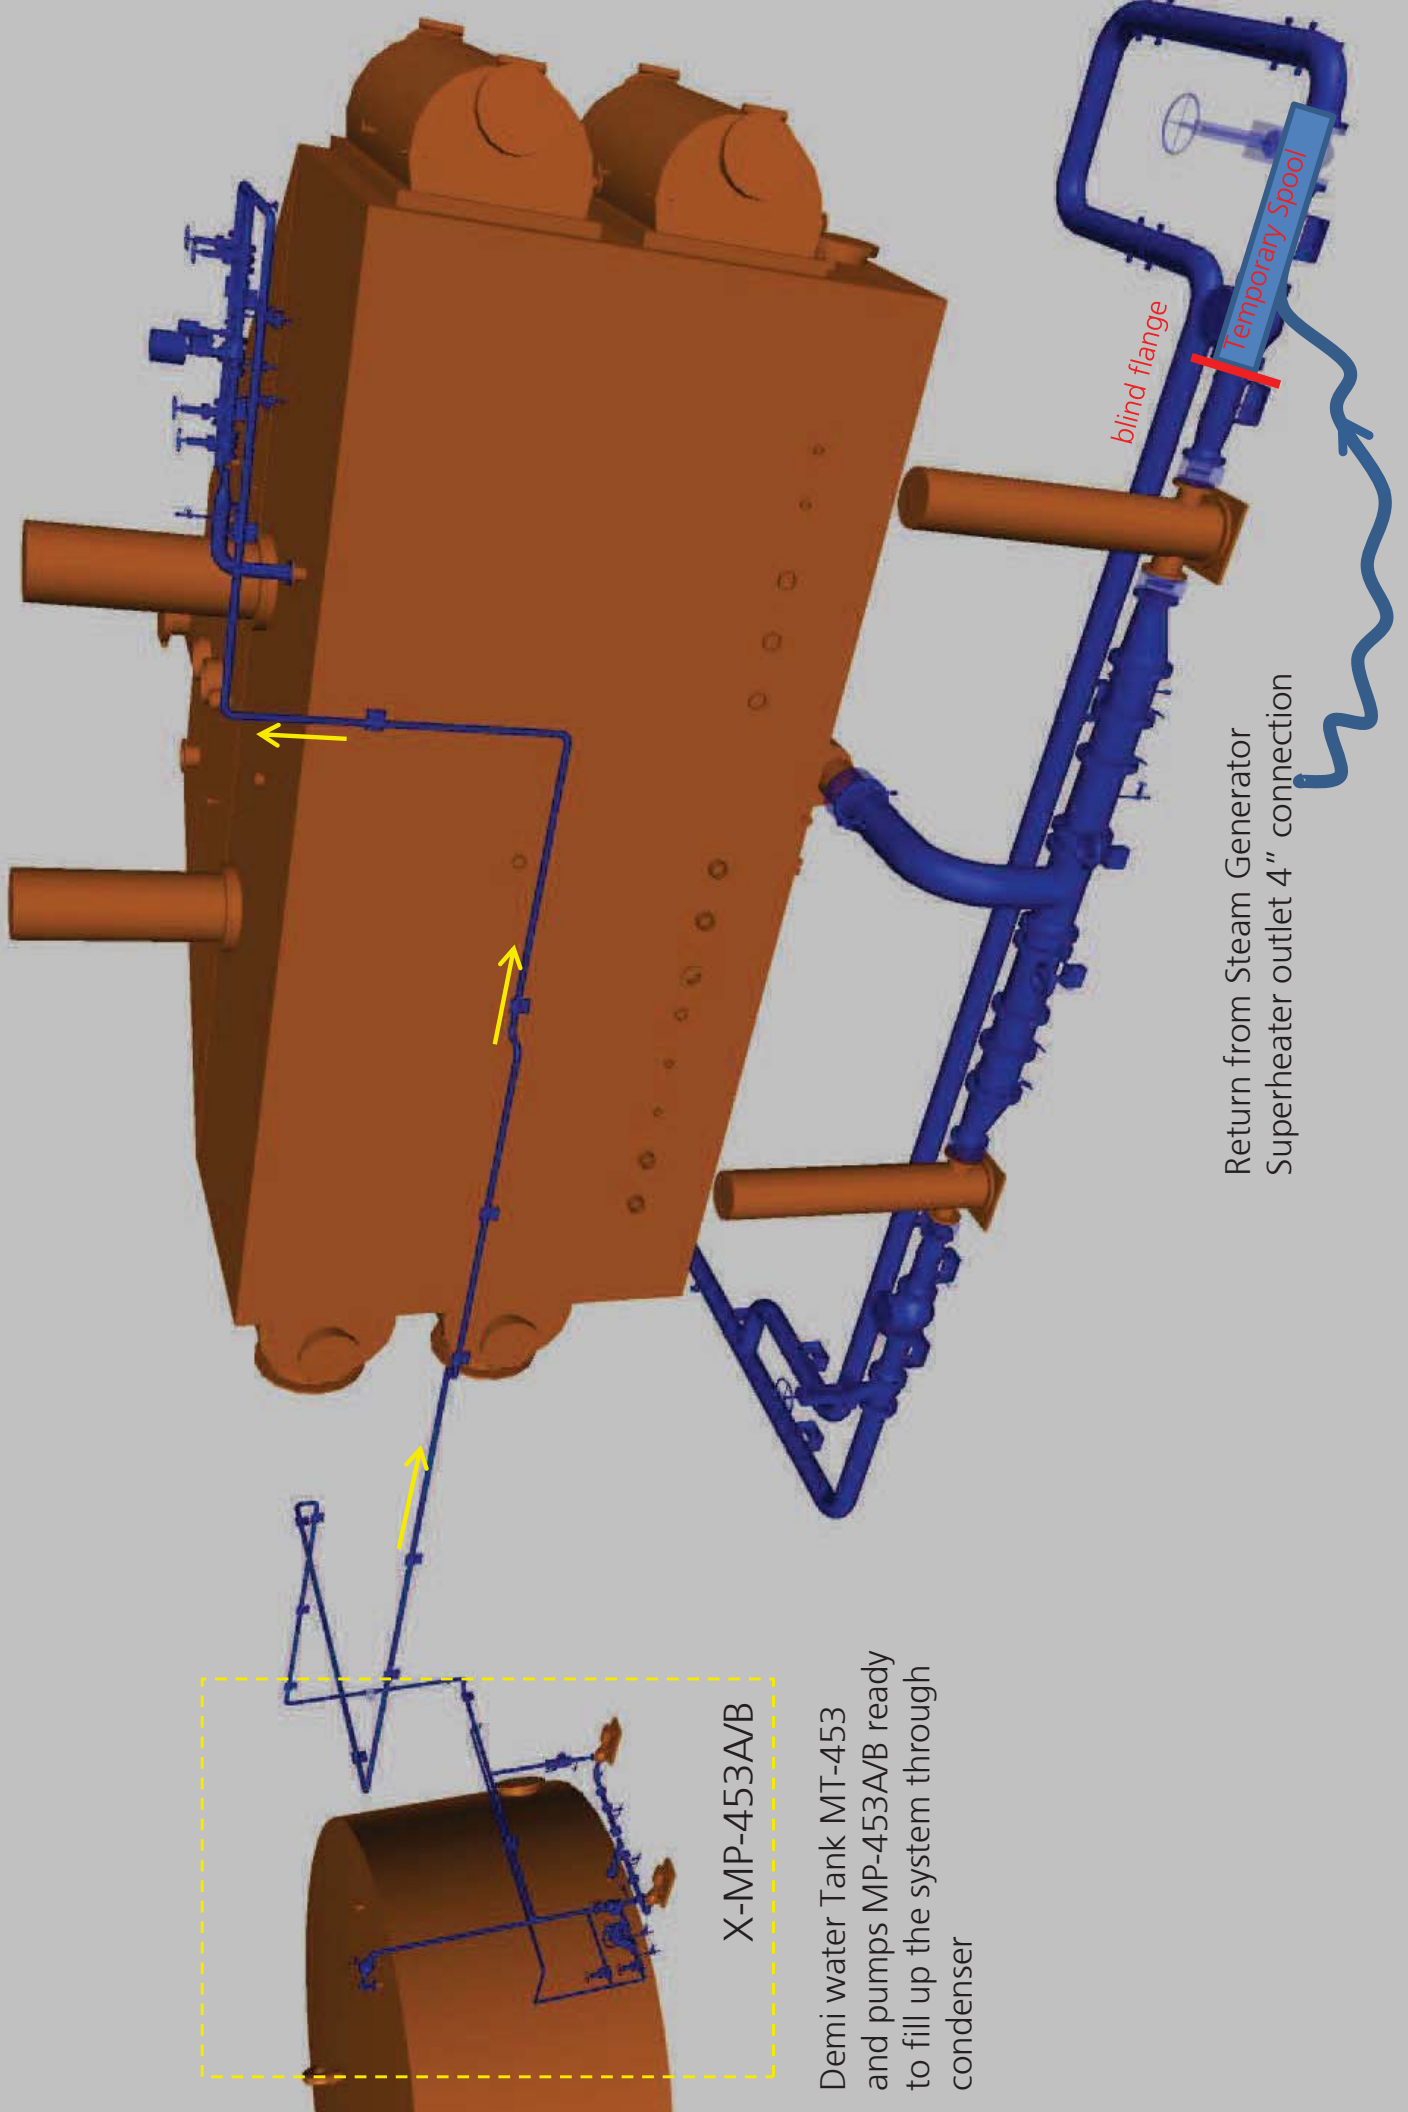 X-MP-453A/B
Demi water Tank MT-453
and pumps MP-453A/B ready
to fill up the system through
condenser
Return from Steam Generator
Superheater outlet 4” connection
blind flange
Temporary Spool